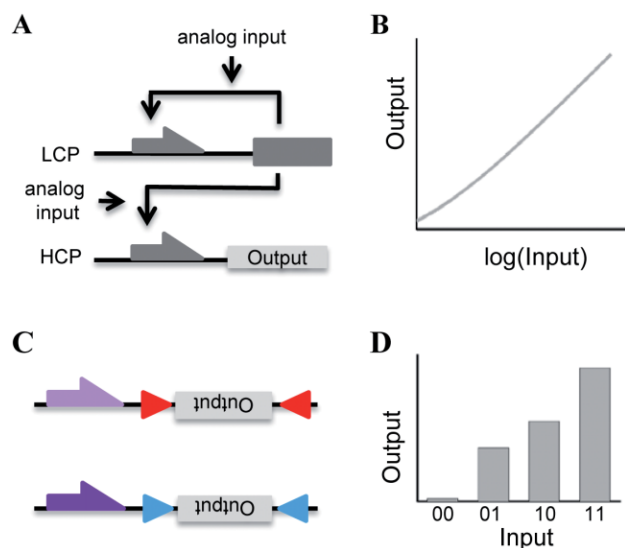 A
analog input
LCP
analog
input
HCP
Output
B
Output
log(Input)
C
Output
Output
D
Output
00 01 10 11
Input